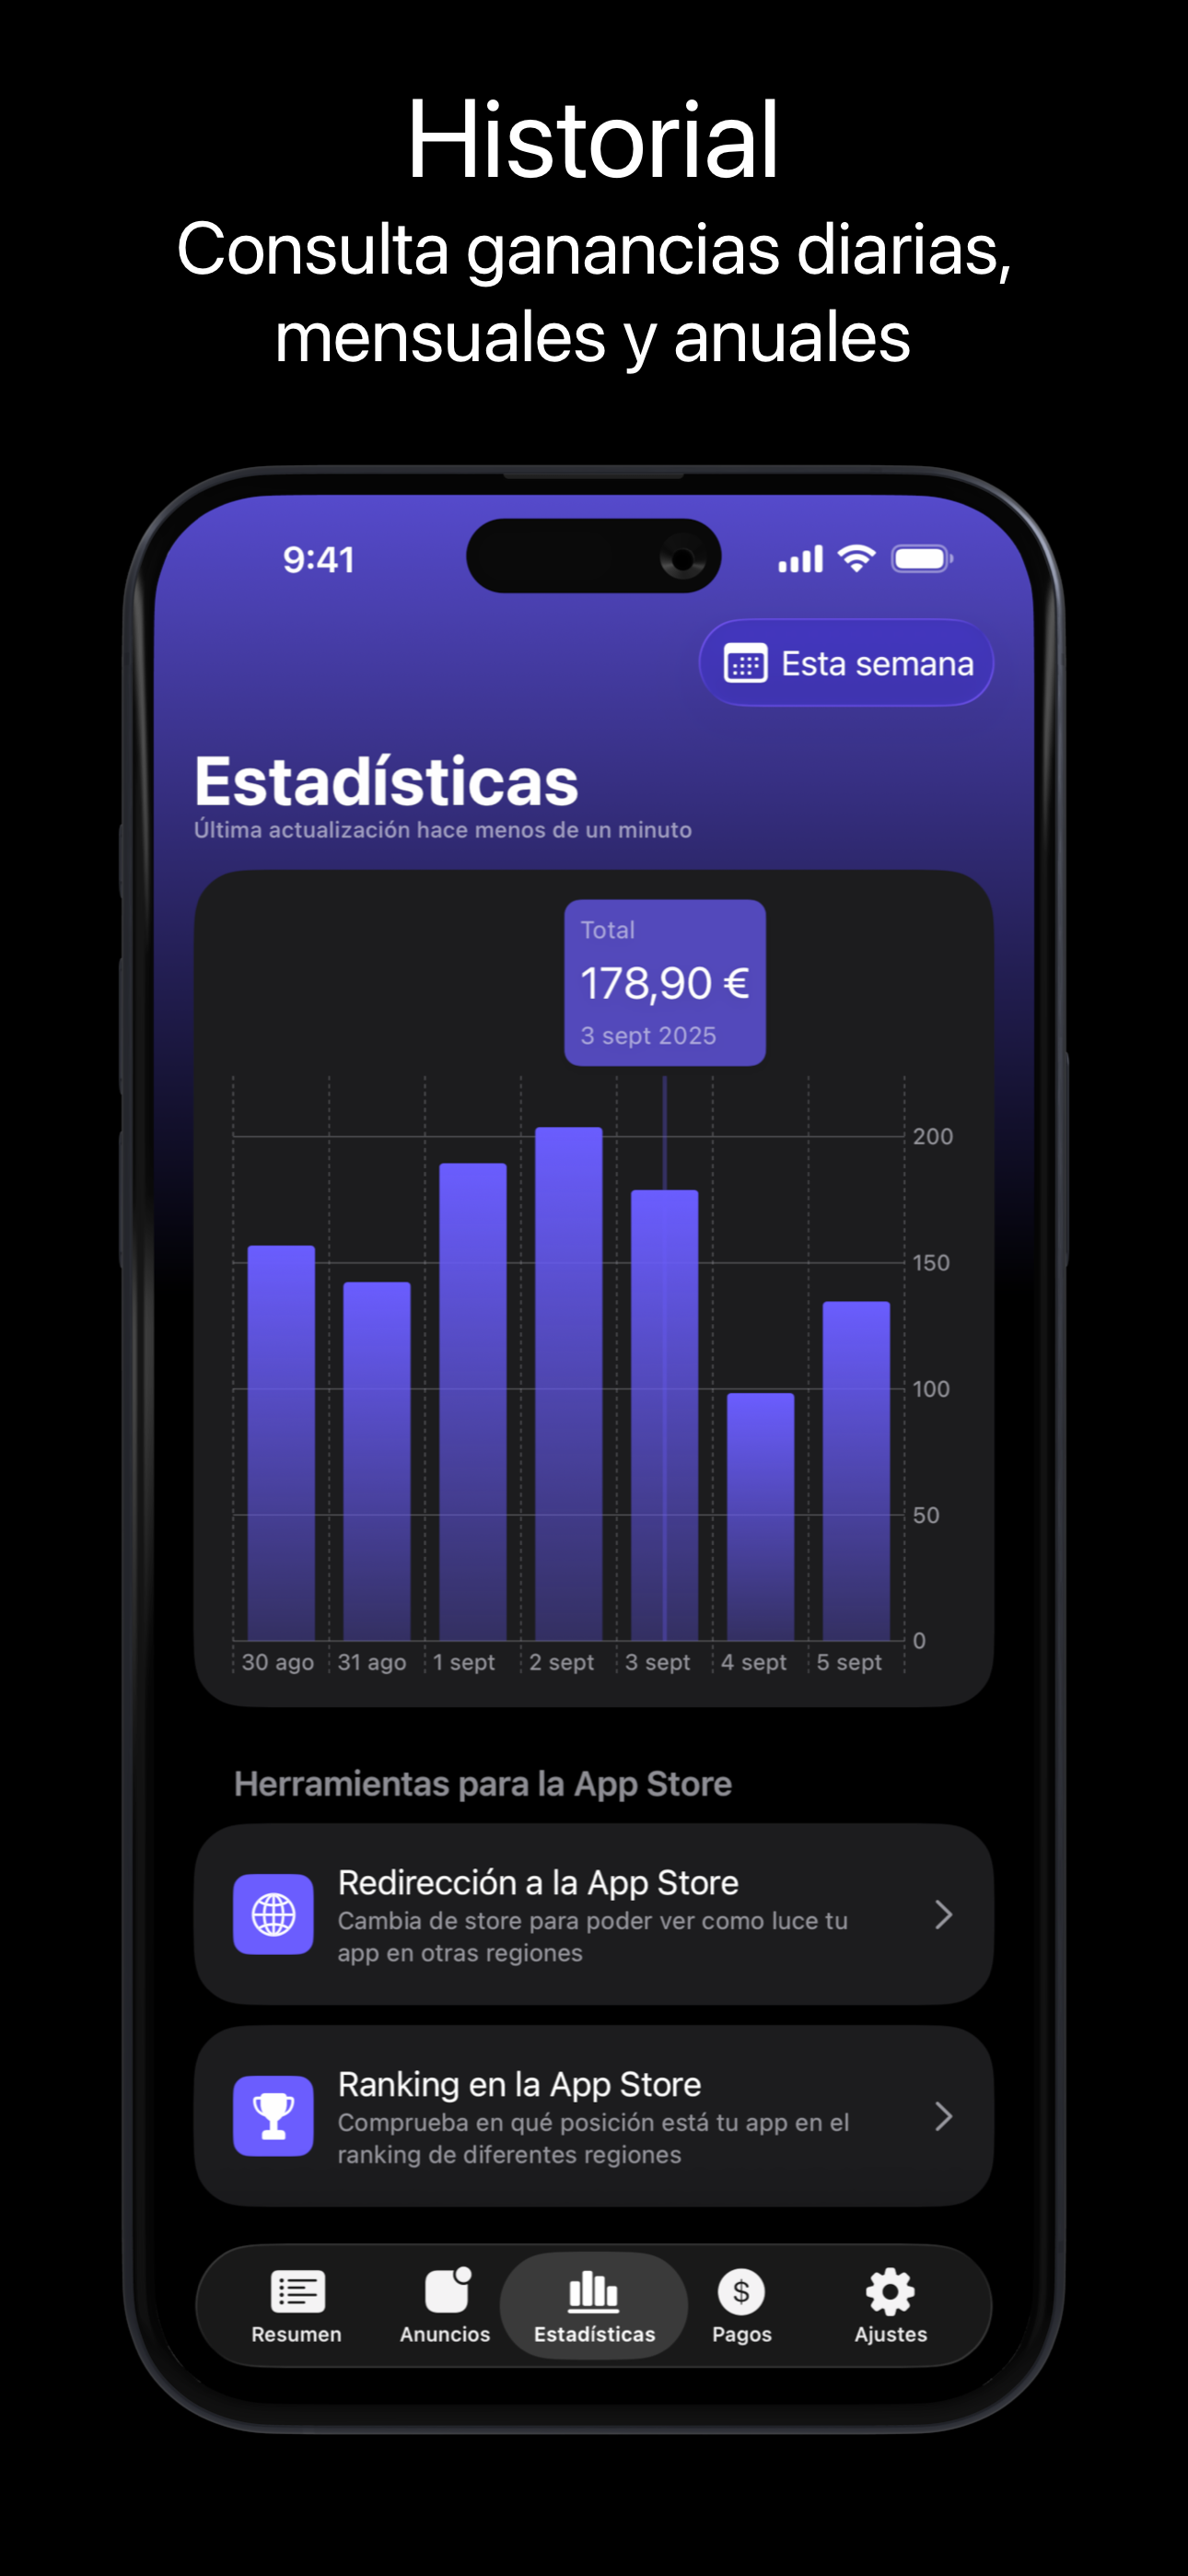 Historial
Consulta ganancias diarias,
mensuales y anuales
9:41
Esta semana
Estadísticas
Última actualización hace menos de un minuto
Total
178,90 €
3 sept 2025
200
150
100
50
0
30 ago 31 ago 1 sept 2 sept 3 sept 4 sept 5 sept
Herramientas para la App Store
Redirección a la App Store
Cambia de store para poder ver como luce tu
app en otras regiones
Ranking en la App Store
Comprueba en qué posición está tu app en el
ranking de diferentes regiones
$
Resumen Anuncios Estadísticas Pagos Ajustes